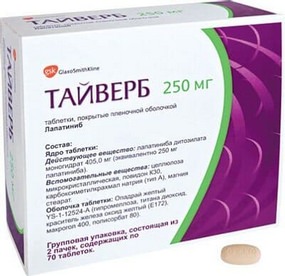 gsk GlaxoSmithKline
ТАЙВЕРБ 250 мг
таблетки, покрытые пленочной оболочкой
Лапатиниб
Состав:
Ядро таблетки:
Действующее вещество: лапатиниба дитозилата
моногидрат 405,0 мг (эквивалентно 250 мг
лапатиниба).
Вспомогательные вещества: целлюлоза
микрокристаллическая, повидон К30,
карбоксиметилкрахмал натрия (тип А), магния
стеарат.
Оболочка таблетки: Опадрай желтый
YS-1-12524-A (гипромеллоза, титана диоксид,
краситель железа оксид желтый (E172),
макрогол 400, полисорбат 80).
Групповая упаковка, состоящая из
2 пачек, содержащих по
70 таблеток.